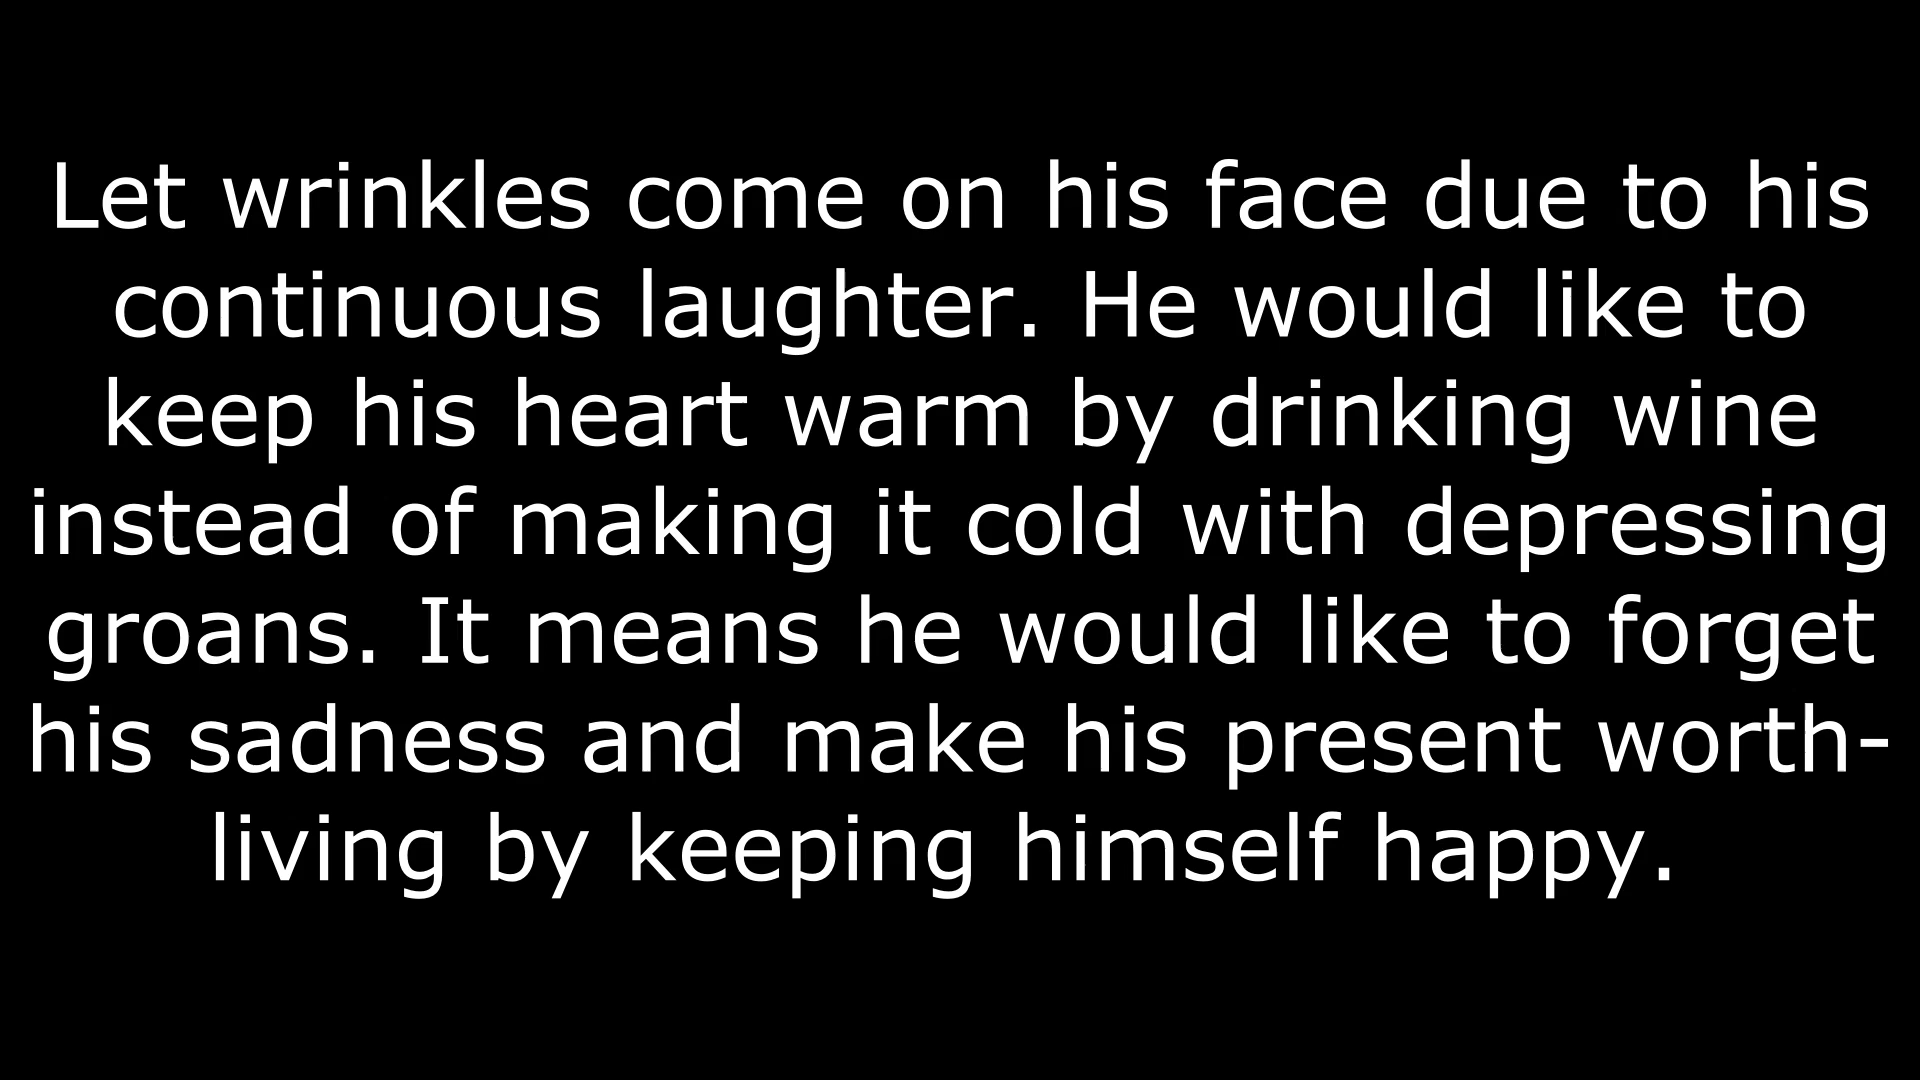 Let wrinkles come on his face due to his
continuous laughter. He would like to
keep his heart warm by drinking wine
instead of making it cold with depressing
groans. It means he would like to forget
his sadness and make his present worth-
living by keeping himself happy.